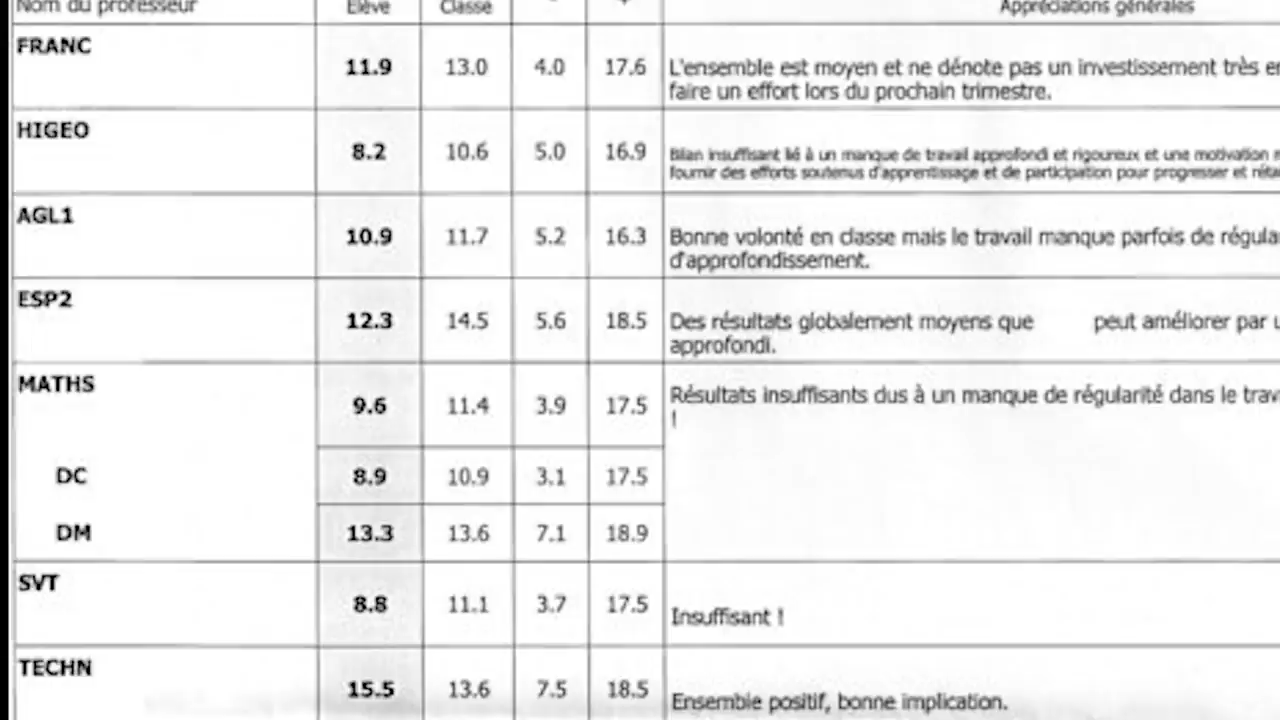 Nom du professeur Elève Classe - + Appréciations générales
FRANC
11.9 13.0 4.0 17.6 L'ensemble est moyen et ne dénote pas un investissement très
faire un effort lors du prochain trimestre.
HIGEO
8.2 10.6 5.0 16.9 Bilan insuffisant lié à un manque de travail approfondi et rigoureux et une motivation
fournir des efforts soutenus d'apprentissage et de participation pour progresser et
AGL1
10.9 11.7 5.2 16.3 Bonne volonté en classe mais le travail manque parfois de
d'approfondissement.
ESP2
12.3 14.5 5.6 18.5 Des résultats globalement moyens que peut améliorer par
approfondi.
MATHS
9.6 11.4 3.9 17.5 Résultats insuffisants dus à un manque de régularité dans le
!
DC 8.9 10.9 3.1 17.5
DM 13.3 13.6 7.1 18.9
SVT
8.8 11.1 3.7 17.5 Insuffisant !
TECHN
15.5 13.6 7.5 18.5 Ensemble positif, bonne implication.